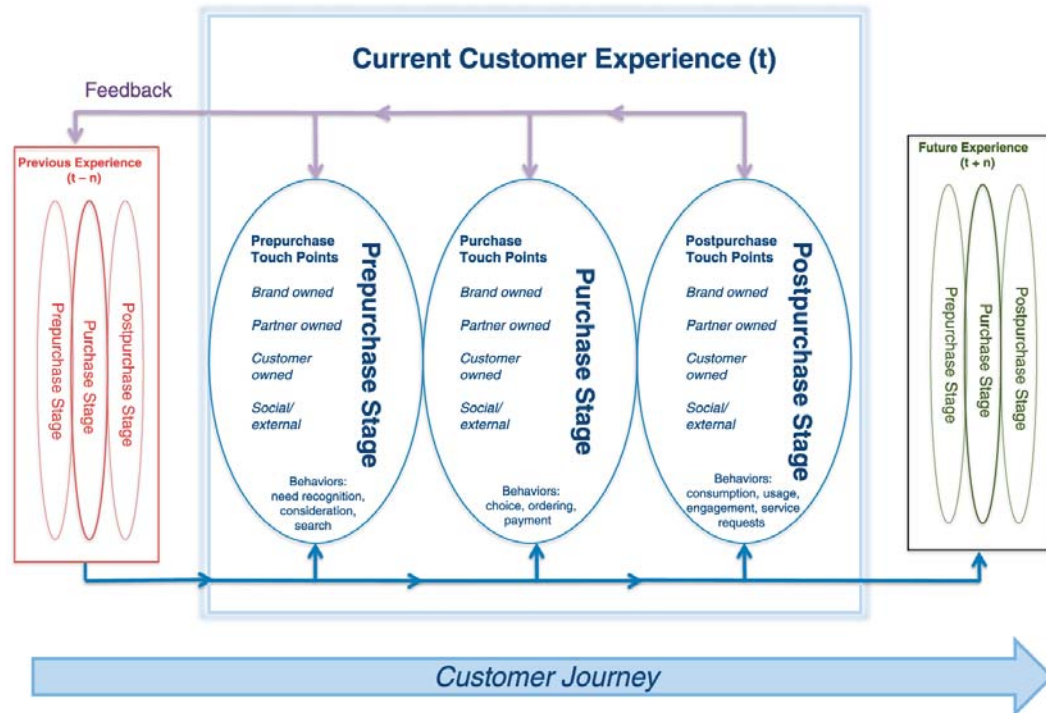 Current Customer Experience (t)
Feedback
Previous Experience
(t – n)
Prepurchase Stage
Purchase Stage
Postpurchase Stage
Prepurchase
Touch Points
Brand owned
Partner owned
Customer
owned
Social/
external
Prepurchase Stage
Behaviors:
need recognition,
consideration,
search
Purchase
Touch Points
Brand owned
Partner owned
Customer
owned
Social/
external
Purchase Stage
Behaviors:
choice, ordering,
payment
Postpurchase
Touch Points
Brand owned
Partner owned
Customer
owned
Social/
external
Postpurchase Stage
Behaviors:
consumption, usage,
engagement, service
requests
Future Experience
(t + n)
Prepurchase Stage
Purchase Stage
Postpurchase Stage
Customer Journey